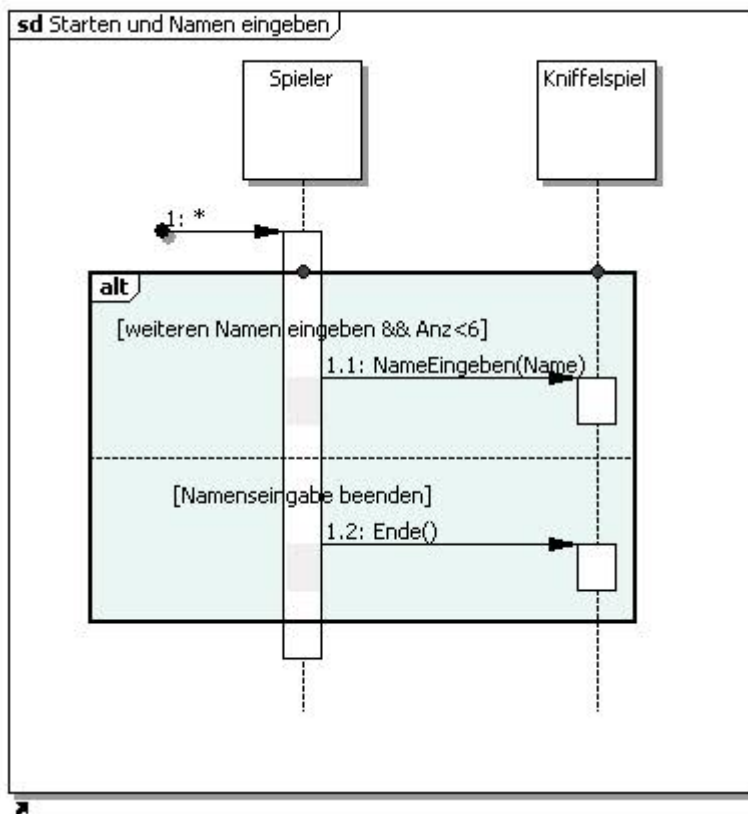 sd Starten und Namen eingeben
Spieler
Kniffelspiel
1: *
alt
[weiteren Namen eingeben && Anz<6]
1.1: NameEingeben(Name)
[Namenseingabe beenden]
1.2: Ende()